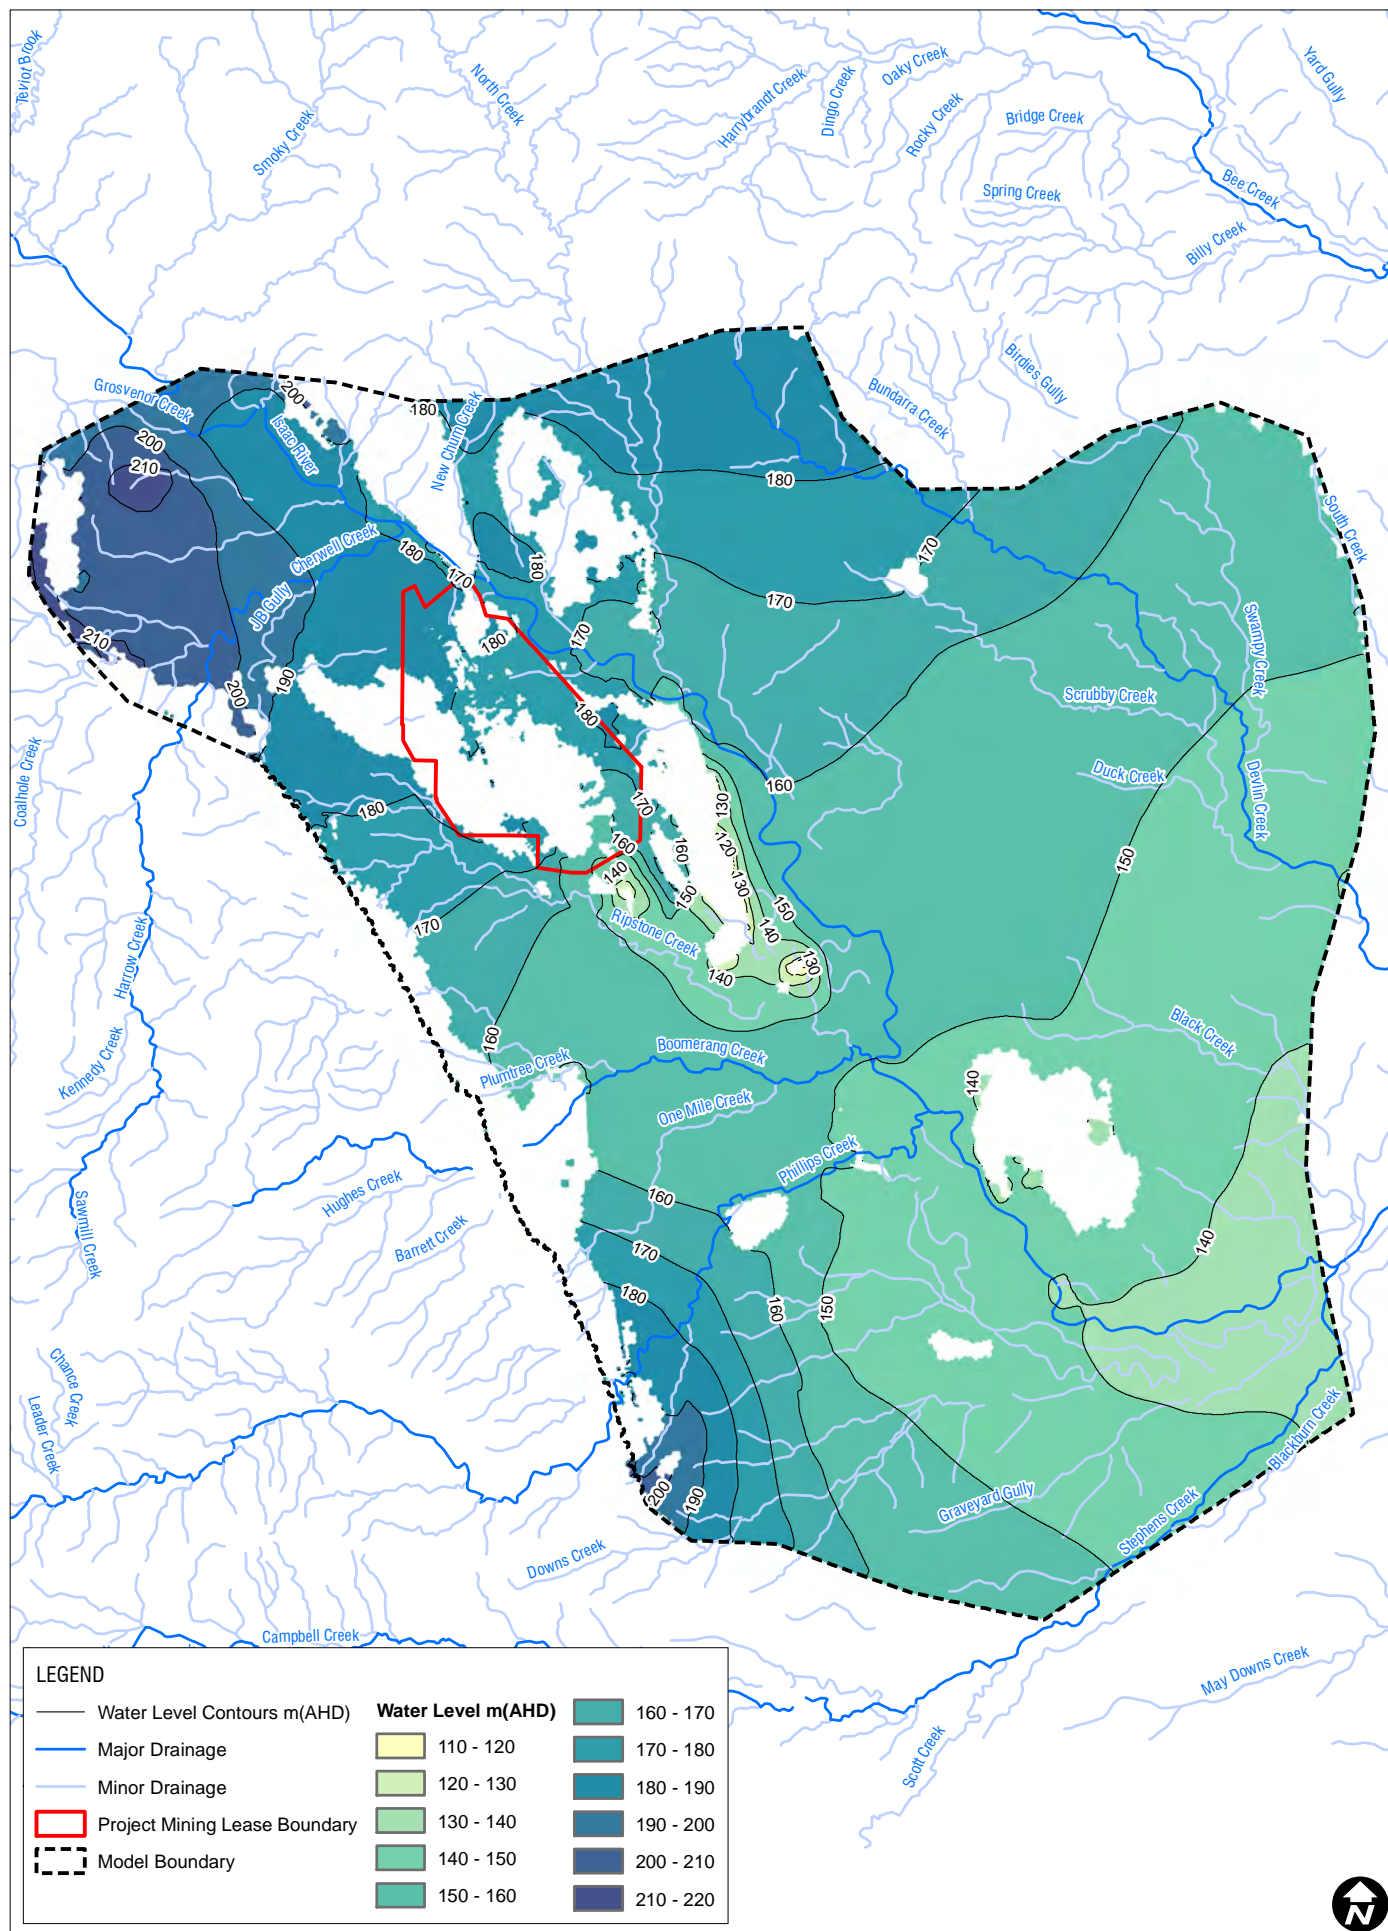 Teviot Brook
Smoky Creek
North Creek
Harrybrandt Creek
Dingo Creek
Oaky Creek
Rocky Creek
Bridge Creek
Yard Gully
Spring Creek
Bee Creek
Billy Creek
Birdies Gully
Bundarra Creek
Grosvenor Creek
Isaac River
New Chum Creek
South Creek
200
180
200
210
180
170
180
180
170
Cherwell Creek
JB Gully
170
180
170
Swampy Creek
Scrubby Creek
210
200
190
180
160
Duck Creek
Devlin Creek
Coalhole Creek
180
170
130
160
160
120
150
140
150
130
150
170
140
Ripstone Creek
130
140
Harrow Creek
160
Kennedy Creek
Plumtree Creek
Boomerang Creek
One Mile Creek
Black Creek
140
Phillips Creek
Hughes Creek
Sawmill Creek
Barrett Creek
160
170
180
160
150
140
Chance Creek
Leader Creek
200
190
Graveyard Gully
Blackburn Creek
Stephens Creek
Downs Creek
Campbell Creek
May Downs Creek
Scott Creek
LEGEND
Water Level Contours m(AHD)
Major Drainage
Minor Drainage
Project Mining Lease Boundary
Model Boundary
Water Level m(AHD)
110 - 120
120 - 130
130 - 140
140 - 150
150 - 160
160 - 170
170 - 180
180 - 190
190 - 200
200 - 210
210 - 220
N